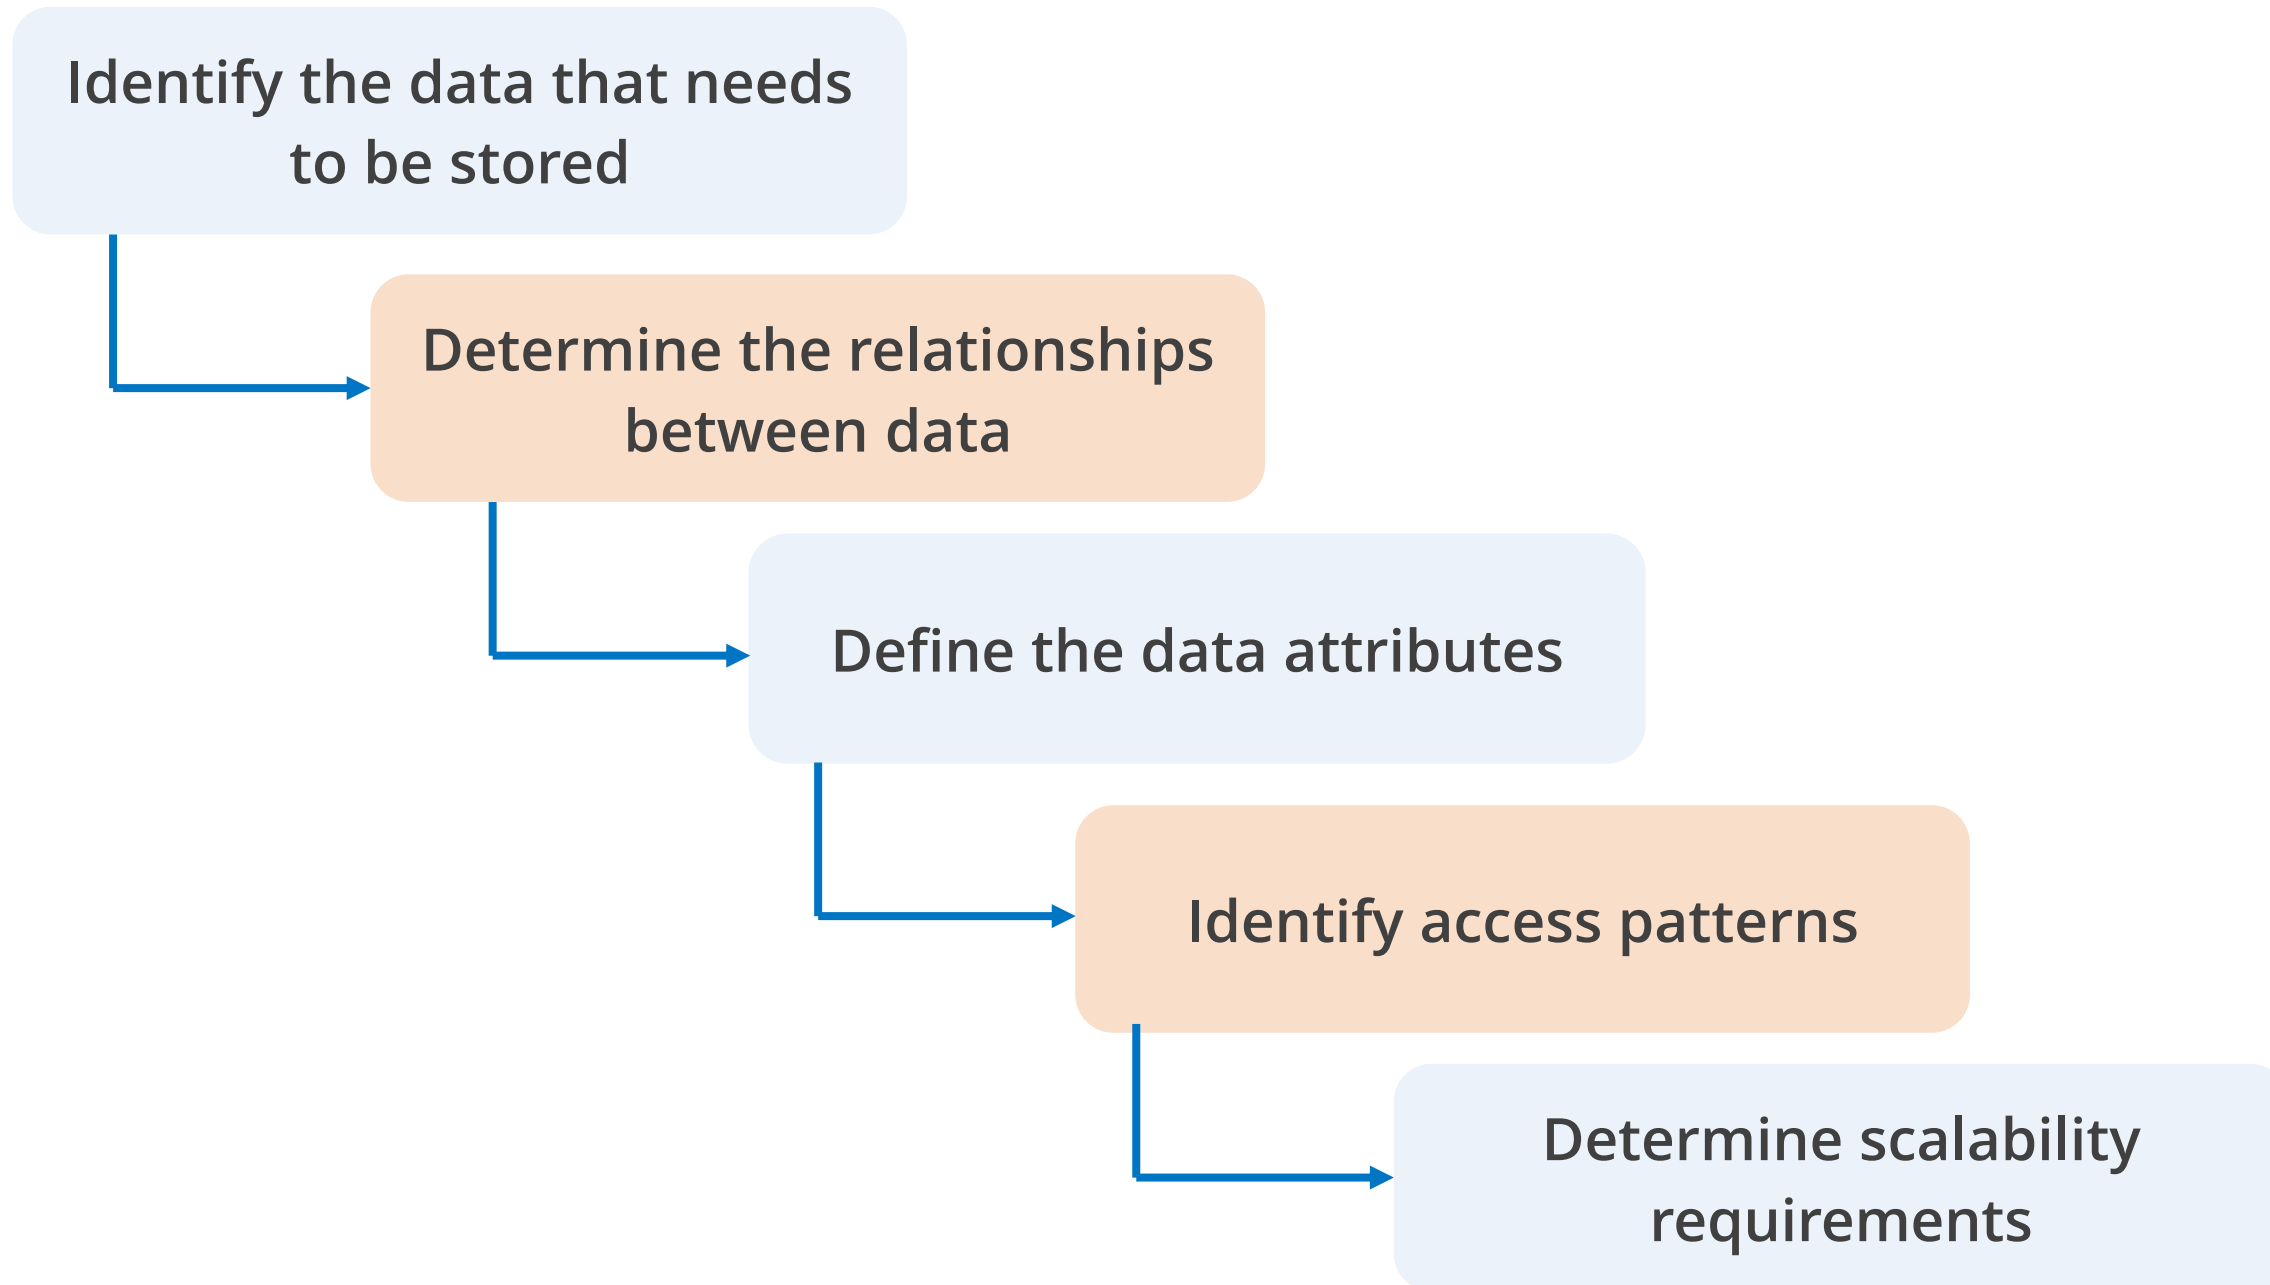 Identify the data that needs
to be stored
Determine the relationships
between data
Define the data attributes
Identify access patterns
Determine scalability
requirements